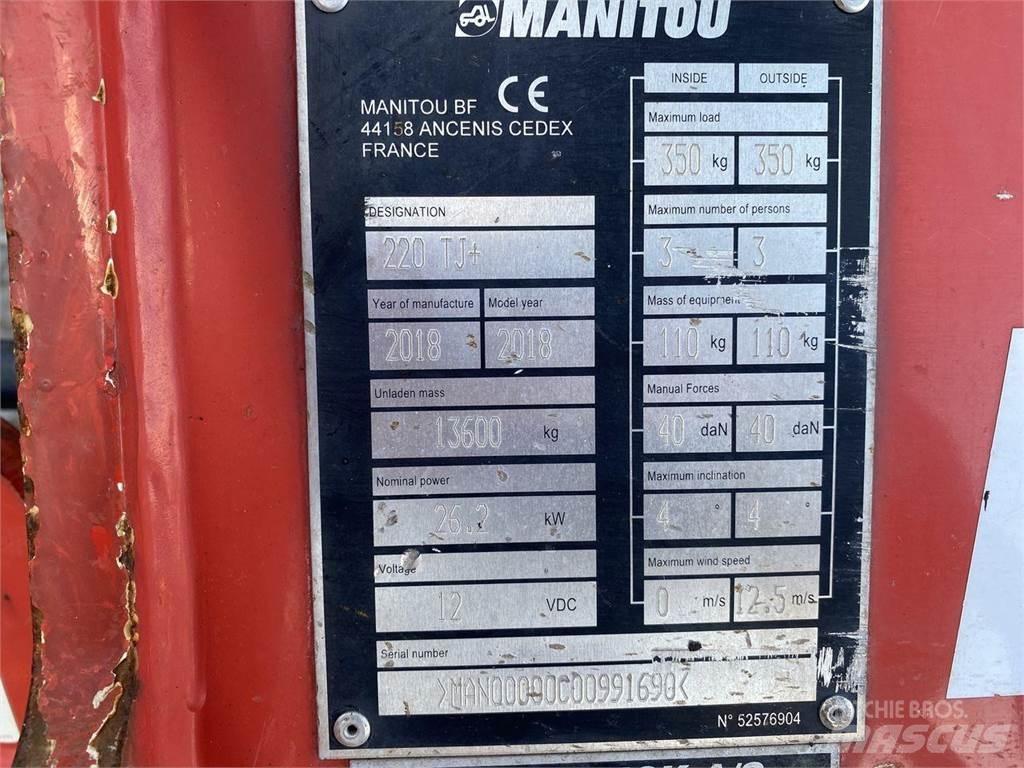 MANITOU
MANITOU BF CE
44158 ANCENIS CEDEX
FRANCE
DESIGNATION
220 TJ+
Year of manufacture Model year
2018 2018
Unladen mass
13600 kg
Nominal power
26.2 kW
Voltage
12 VDC
INSIDE OUTSIDE
Maximum load
350 kg 350 kg
Maximum number of persons
3 3
Mass of equipment
110 kg 110 kg
Manual Forces
40 daN 40 daN
Maximum inclination
4 ° 4 °
Maximum wind speed
0 m/s 12.5 m/s
Serial number
>MAN00000C00991690<
N° 52576904
RITCHIE BROS.
MASCUS